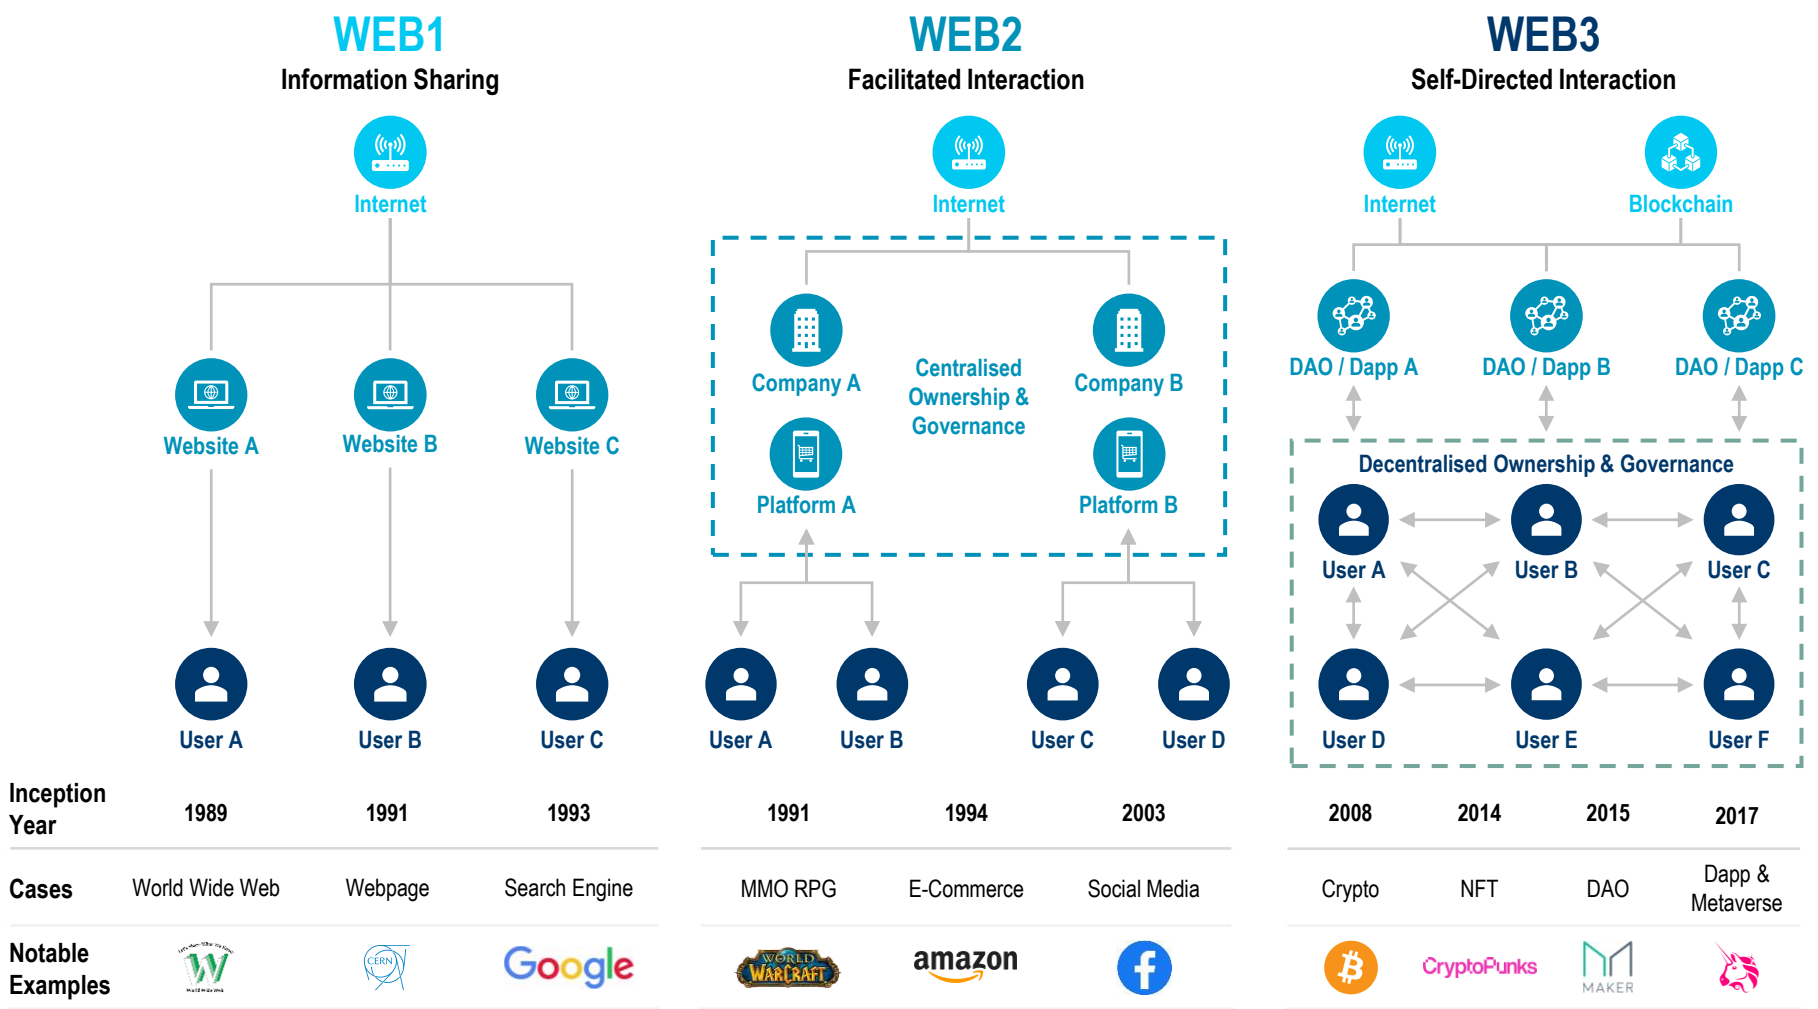 WEB1
Information Sharing
Internet
Website A
Website B
Website C
User A
User B
User C
WEB2
Facilitated Interaction
Internet
Company A
Company B
Centralised
Ownership &
Governance
Platform A
Platform B
User A
User B
User C
User D
WEB3
Self-Directed Interaction
Internet
Blockchain
DAO / Dapp A
DAO / Dapp B
DAO / Dapp C
Decentralised Ownership & Governance
User A
User B
User C
User D
User E
User F
Inception
Year
1989
1991
1993
1991
1994
2003
2008
2014
2015
2017
Cases
World Wide Web
Webpage
Search Engine
MMO RPG
E-Commerce
Social Media
Crypto
NFT
DAO
Dapp &
Metaverse
Notable
Examples
W
World Wide Web
CERN
Google
WORLD
WARCRAFT
amazon
f
CryptoPunks
MAKER